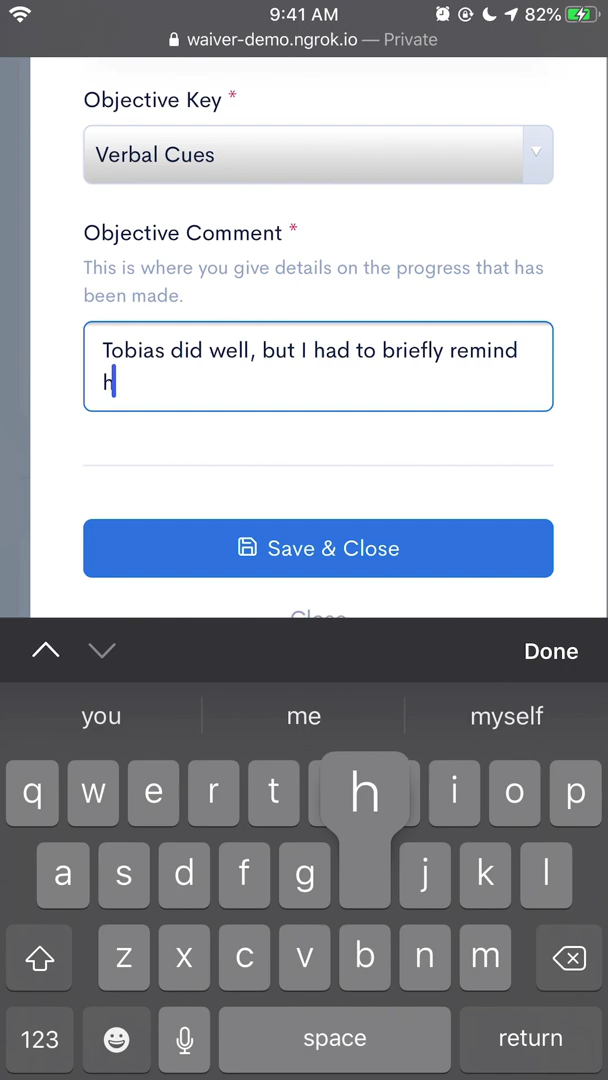 9:41 AM
82%
waiver-demo.ngrok.io — Private
Objective Key *
Verbal Cues
Objective Comment *
This is where you give details on the progress that has
been made.
Tobias did well, but I had to briefly remind
h
Save & Close
Close
Done
you me myself
q w e r t h i o p
a s d f g j k l
z x c v b n m
123 space return